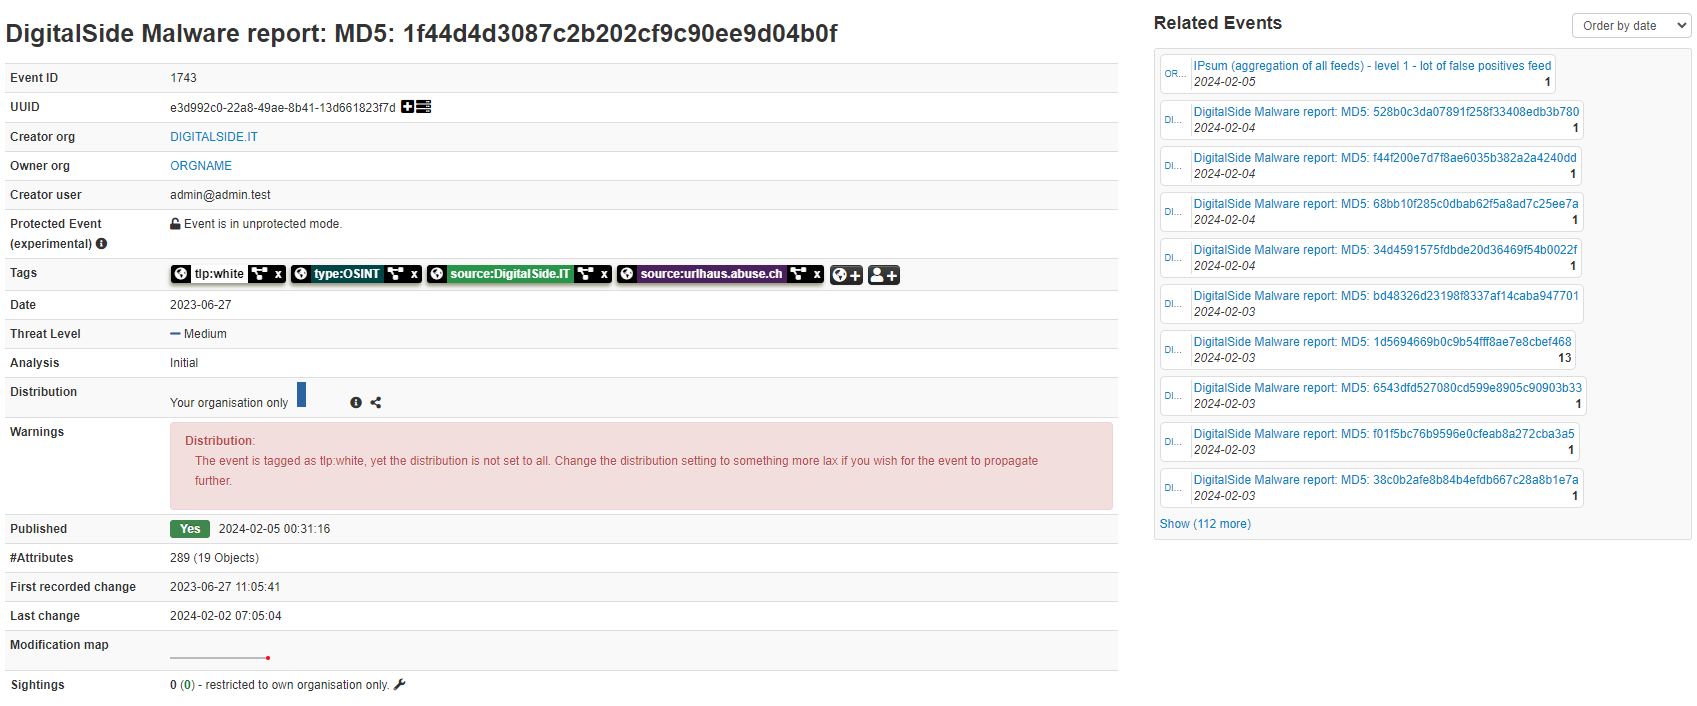 DigitalSide Malware report: MD5: 1f44d4d3087c2b202cf9c90ee9d04b0f
Event ID 1743
UUID e3d992c0-22a8-49ae-8b41-13d661823f7d
Creator org DIGITALSIDE.IT
Owner org ORGNAME
Creator user admin@admin.test
Protected Event (experimental) Event is in unprotected mode.
Tags tlp:white x type:OSINT x source:DigitalSide.IT x source:urlhaus.abuse.ch x + +
Date 2023-06-27
Threat Level Medium
Analysis Initial
Distribution Your organisation only
Warnings Distribution:
The event is tagged as tlp:white, yet the distribution is not set to all. Change the distribution setting to something more lax if you wish for the event to propagate
further.
Published Yes 2024-02-05 00:31:16
#Attributes 289 (19 Objects)
First recorded change 2023-06-27 11:05:41
Last change 2024-02-02 07:05:04
Modification map
Sightings 0 (0) - restricted to own organisation only.
Related Events Order by date
OR... IPsum (aggregation of all feeds) - level 1 - lot of false positives feed
2024-02-05 1
DI... DigitalSide Malware report: MD5: 528b0c3da07891f258f33408edb3b780
2024-02-04 1
DI... DigitalSide Malware report: MD5: f44f200e7d7f8ae6035b382a2a4240dd
2024-02-04 1
DI... DigitalSide Malware report: MD5: 68bb10f285c0dbab62f5a8ad7c25ee7a
2024-02-04 1
DI... DigitalSide Malware report: MD5: 34d4591575fdbde20d36469f54b0022f
2024-02-04 1
DI... DigitalSide Malware report: MD5: bd48326d23198f8337af14caba947701
2024-02-03
DI... DigitalSide Malware report: MD5: 1d5694669b0c9b54fff8ae7e8cbef468
2024-02-03 13
DI... DigitalSide Malware report: MD5: 6543dfd527080cd599e8905c90903b33
2024-02-03 1
DI... DigitalSide Malware report: MD5: f01f5bc76b9596e0cfeab8a272cba3a5
2024-02-03 1
DI... DigitalSide Malware report: MD5: 38c0b2afe8b84b4efdb667c28a8b1e7a
2024-02-03 1
Show (112 more)